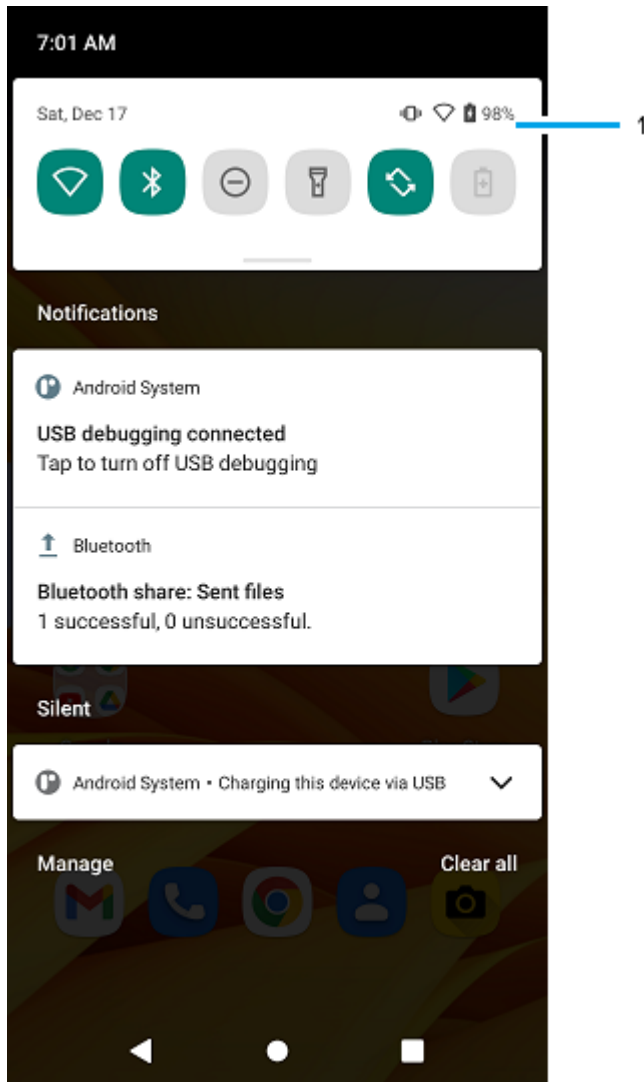 7:01 AM
Sat, Dec 17
98%
1
Notifications
Android System
USB debugging connected
Tap to turn off USB debugging
Bluetooth
Bluetooth share: Sent files
1 successful, 0 unsuccessful.
Silent
Android System • Charging this device via USB
Manage
Clear all